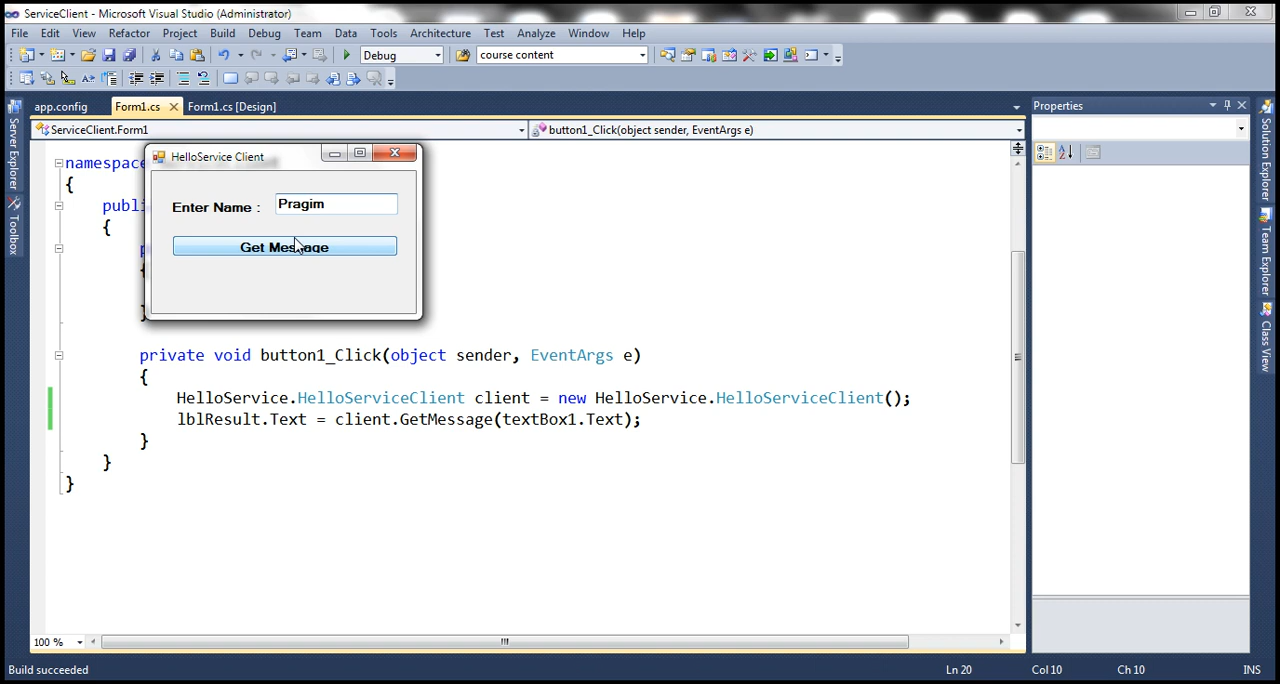 ServiceClient - Microsoft Visual Studio (Administrator)
File Edit View Refactor Project Build Debug Team Data Tools Architecture Test Analyze Window Help
Debug course content
app.config Form1.cs Form1.cs [Design]
Properties
ServiceClient.Form1 button1_Click(object sender, EventArgs e)
Server Explorer
Toolbox
Solution Explorer
Team Explorer
Class View
HelloService Client
Enter Name : Pragim
Get Message
namespace
{
publi
{
}
private void button1_Click(object sender, EventArgs e)
{
HelloService.HelloServiceClient client = new HelloService.HelloServiceClient();
lblResult.Text = client.GetMessage(textBox1.Text);
}
}
}
100 %
Build succeeded Ln 20 Col 10 Ch 10 INS